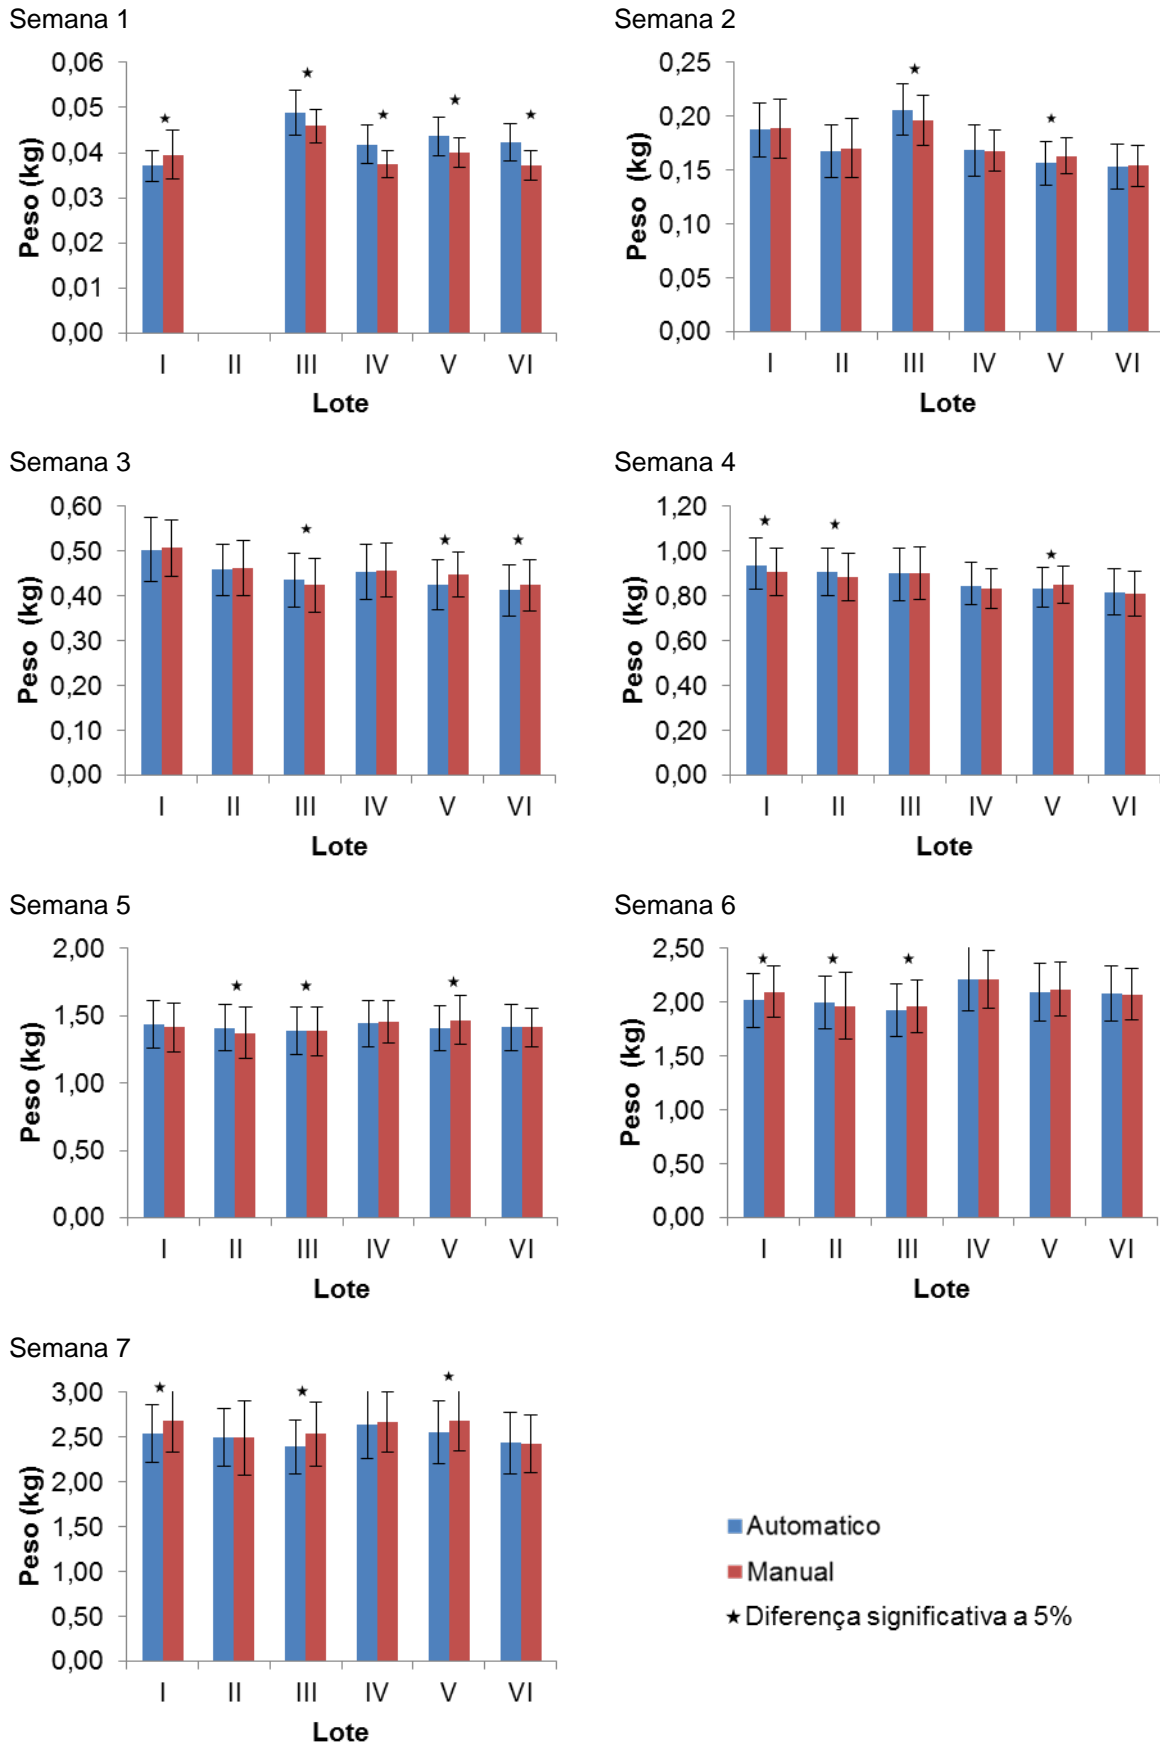 Semana 1
Peso (kg)
0,06
0,05
0,04
0,03
0,02
0,01
0,00
★ ★ ★ ★ ★
I II III IV V VI
Lote
Semana 2
Peso (kg)
0,25
0,20
0,15
0,10
0,05
0,00
★ ★
I II III IV V VI
Lote
Semana 3
Peso (kg)
0,60
0,50
0,40
0,30
0,20
0,10
0,00
★ ★ ★
I II III IV V VI
Lote
Semana 4
Peso (kg)
1,20
1,00
0,80
0,60
0,40
0,20
0,00
★ ★ ★
I II III IV V VI
Lote
Semana 5
Peso (kg)
2,00
1,50
1,00
0,50
0,00
★ ★ ★
I II III IV V VI
Lote
Semana 6
Peso (kg)
2,50
2,00
1,50
1,00
0,50
0,00
★ ★ ★
I II III IV V VI
Lote
Semana 7
Peso (kg)
3,00
2,50
2,00
1,50
1,00
0,50
0,00
★ ★ ★
I II III IV V VI
Lote
Automatico
Manual
★ Diferença significativa a 5%